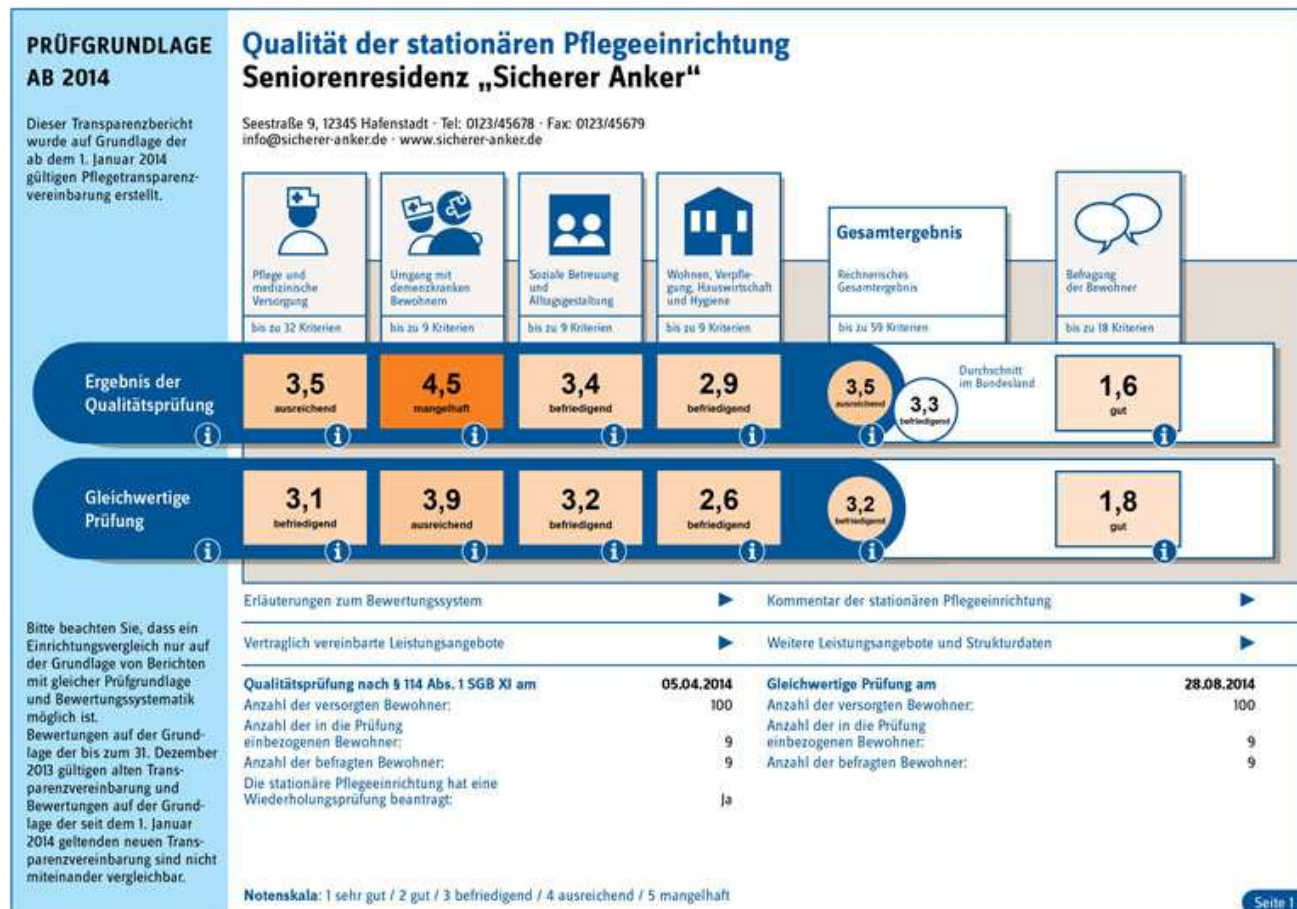 PRÜFGRUNDLAGE
AB 2014
Dieser Transparenzbericht
wurde auf Grundlage der
ab dem 1. Januar 2014
gültigen Pflegetransparenz-
vereinbarung erstellt.
Qualität der stationären Pflegeeinrichtung
Seniorenresidenz „Sicherer Anker“
Seestraße 9, 12345 Hafenstadt · Tel: 0123/45678 · Fax: 0123/45679
info@sicherer-anker.de · www.sicherer-anker.de
Pflege und
medizinische
Versorgung
bis zu 32 Kriterien
Umgang mit
demenzkranken
Bewohnern
bis zu 9 Kriterien
Soziale Betreuung
und
Alltagsgestaltung
bis zu 9 Kriterien
Wohnen, Verpfle-
gung, Hauswirtschaft
und Hygiene
bis zu 9 Kriterien
Gesamtergebnis
Rechnerisches
Gesamtergebnis
bis zu 59 Kriterien
Befragung
der Bewohner
bis zu 18 Kriterien
Ergebnis der
Qualitätsprüfung
i
3,5
ausreichend
i
4,5
mangelhaft
i
3,4
befriedigend
i
2,9
befriedigend
i
3,5
ausreichend
i
3,3
befriedigend
Durchschnitt
im Bundesland
1,6
gut
i
Gleichwertige
Prüfung
i
3,1
befriedigend
i
3,9
ausreichend
i
3,2
befriedigend
i
2,6
befriedigend
i
3,2
befriedigend
i
1,8
gut
i
Erläuterungen zum Bewertungssystem
Kommentar der stationären Pflegeeinrichtung
Vertraglich vereinbarte Leistungsangebote
Weitere Leistungsangebote und Strukturdaten
Qualitätsprüfung nach § 114 Abs. 1 SGB XI am 05.04.2014
Anzahl der versorgten Bewohner: 100
Anzahl der in die Prüfung
einbezogenen Bewohner: 9
Anzahl der befragten Bewohner: 9
Die stationäre Pflegeeinrichtung hat eine
Wiederholungsprüfung beantragt: Ja
Gleichwertige Prüfung am 28.08.2014
Anzahl der versorgten Bewohner: 100
Anzahl der in die Prüfung
einbezogenen Bewohner: 9
Anzahl der befragten Bewohner: 9
Bitte beachten Sie, dass ein
Einrichtungsvergleich nur auf
der Grundlage von Berichten
mit gleicher Prüfgrundlage
und Bewertungssystematik
möglich ist.
Bewertungen auf der Grund-
lage der bis zum 31. Dezember
2013 gültigen alten Trans-
parenzvereinbarung und
Bewertungen auf der Grund-
lage der seit dem 1. Januar
2014 geltenden neuen Trans-
parenzvereinbarung sind nicht
miteinander vergleichbar.
Notenskala: 1 sehr gut / 2 gut / 3 befriedigend / 4 ausreichend / 5 mangelhaft
Seite 1